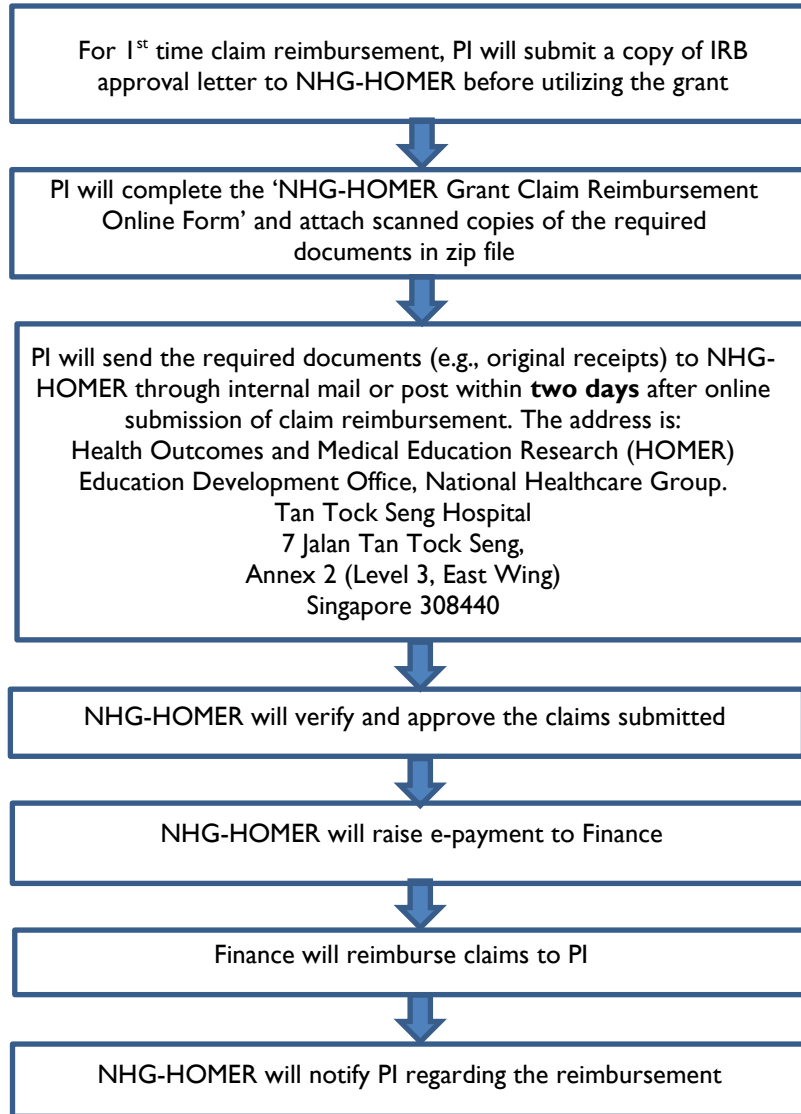 For 1st time claim reimbursement, PI will submit a copy of IRB
approval letter to NHG-HOMER before utilizing the grant
PI will complete the ‘NHG-HOMER Grant Claim Reimbursement
Online Form’ and attach scanned copies of the required
documents in zip file
PI will send the required documents (e.g., original receipts) to NHG-
HOMER through internal mail or post within two days after online
submission of claim reimbursement. The address is:
Health Outcomes and Medical Education Research (HOMER)
Education Development Office, National Healthcare Group.
Tan Tock Seng Hospital
7 Jalan Tan Tock Seng,
Annex 2 (Level 3, East Wing)
Singapore 308440
NHG-HOMER will verify and approve the claims submitted
NHG-HOMER will raise e-payment to Finance
Finance will reimburse claims to PI
NHG-HOMER will notify PI regarding the reimbursement